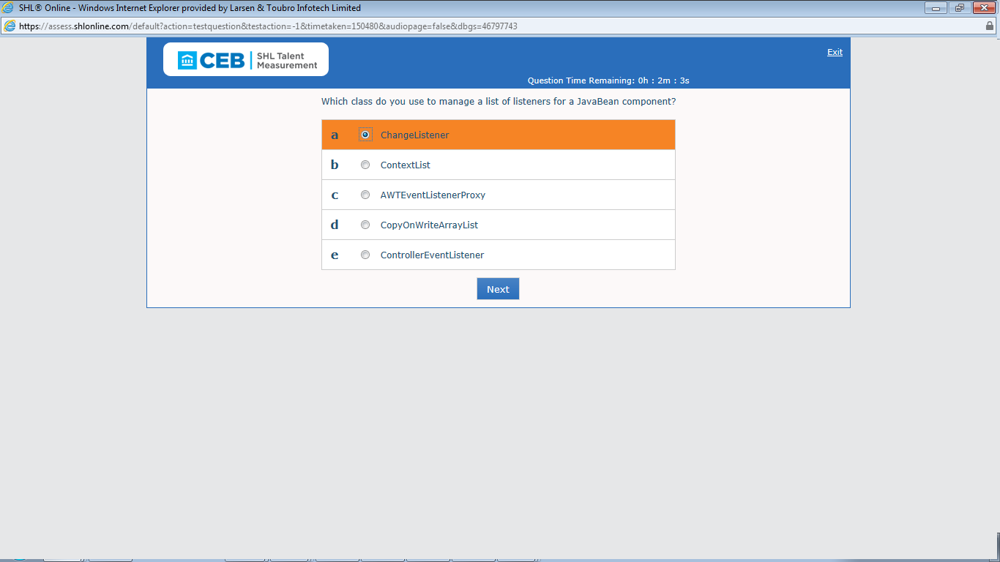 SHL® Online - Windows Internet Explorer provided by Larsen & Toubro Infotech Limited
https://assess.shlonline.com/default?action=testquestion&testaction=-1&timetaken=150480&audiopage=false&dbgs=46797743
CEB SHL Talent
Measurement
Exit
Question Time Remaining: 0h : 2m : 3s
Which class do you use to manage a list of listeners for a JavaBean component?
a ChangeListener
b ContextList
c AWTEventListenerProxy
d CopyOnWriteArrayList
e ControllerEventListener
Next